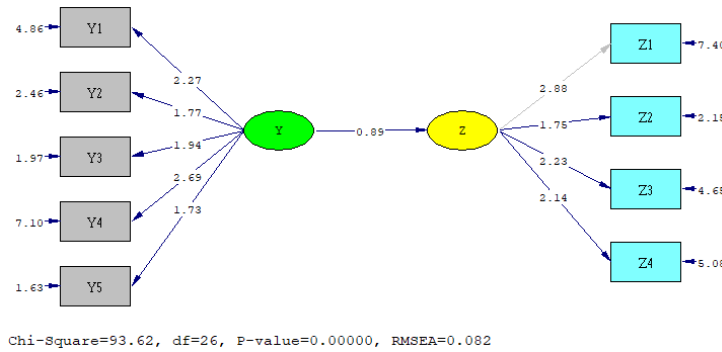 4.86 Y1
2.46 Y2
1.97 Y3
7.10 Y4
1.63 Y5
2.27
1.77
1.94
2.69
1.73
Y
0.89
Z
2.88
1.75
2.23
2.14
Z1 7.40
Z2 2.18
Z3 4.65
Z4 5.08
Chi-Square=93.62, df=26, P-value=0.00000, RMSEA=0.082